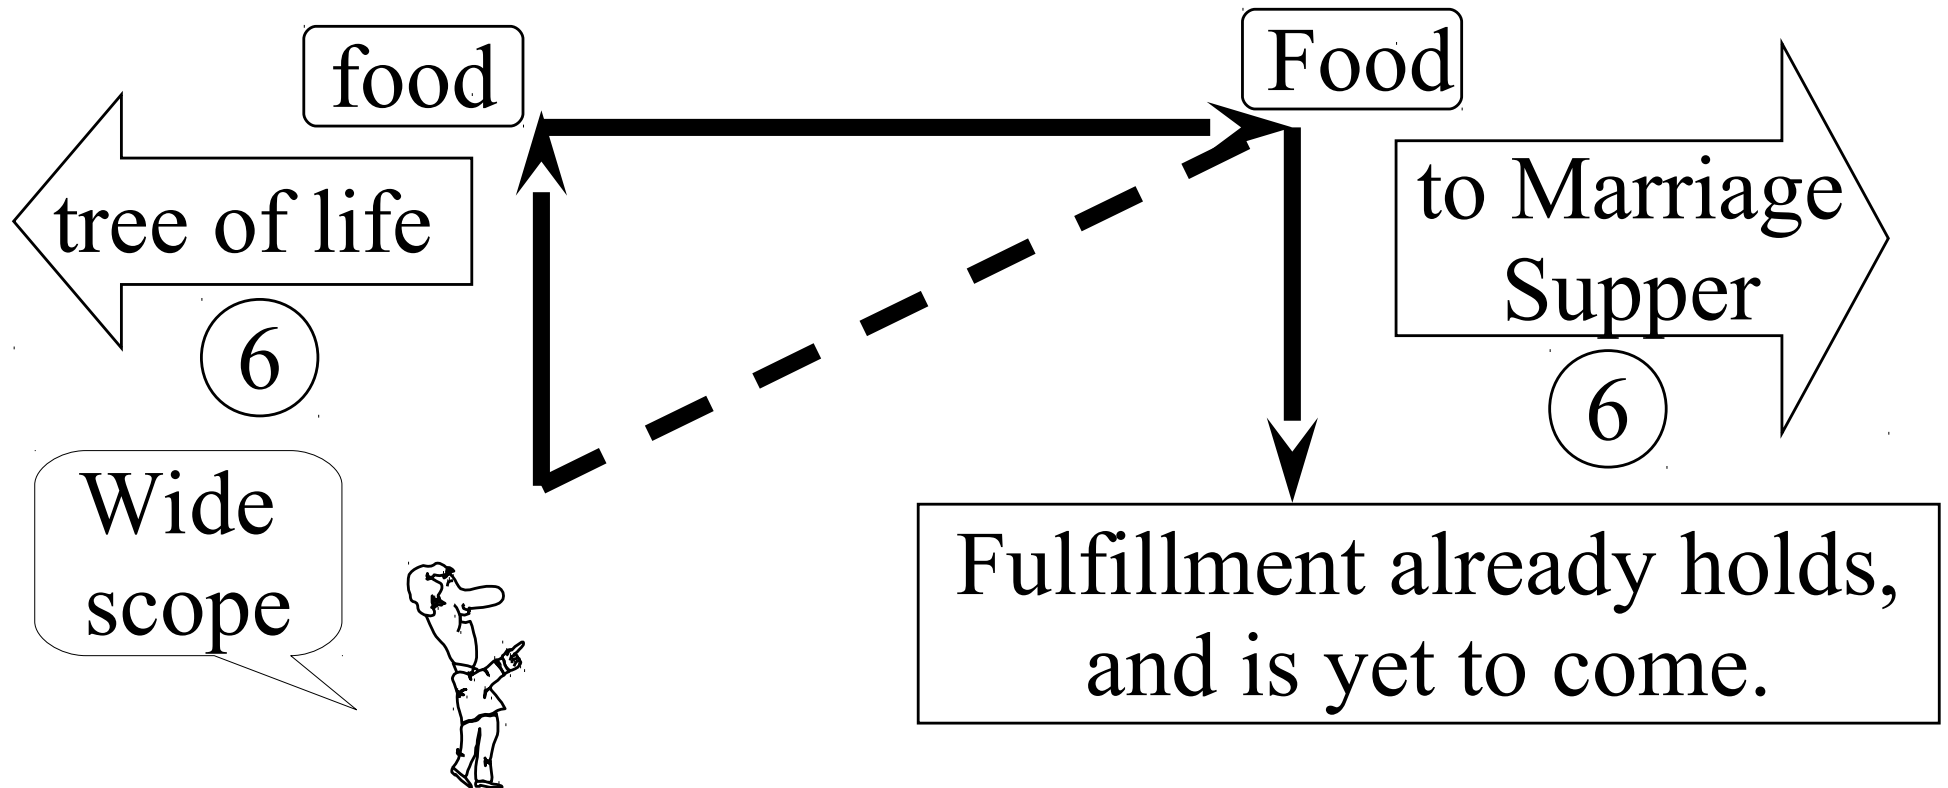 food
Food
tree of life
to Marriage
Supper
6
6
Wide
scope
Fulfillment already holds,
and is yet to come.